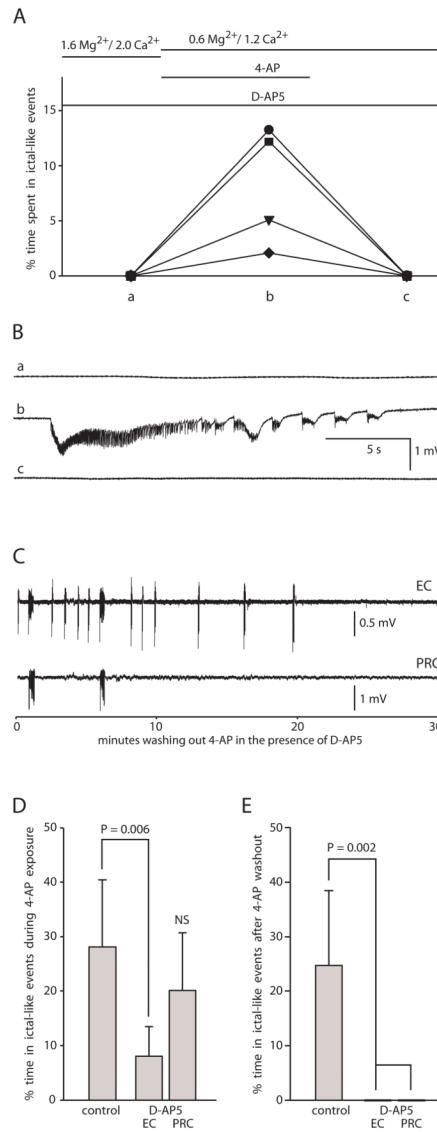 A
1.6 Mg2+/ 2.0 Ca2+
0.6 Mg2+/ 1.2 Ca2+
4-AP
D-AP5
% time spent in ictal-like events
15
10
5
0
a
b
c
B
a
b
c
5 s
1 mV
C
EC
0.5 mV
PRC
1 mV
0
10
20
30
minutes washing out 4-AP in the presence of D-AP5
D
% time in ictal-like events during 4-AP exposure
50
40
30
20
10
0
P = 0.006
NS
control
D-AP5
EC
PRC
E
% time in ictal-like events after 4-AP washout
50
40
30
20
10
0
P = 0.002
control
D-AP5
EC
PRC